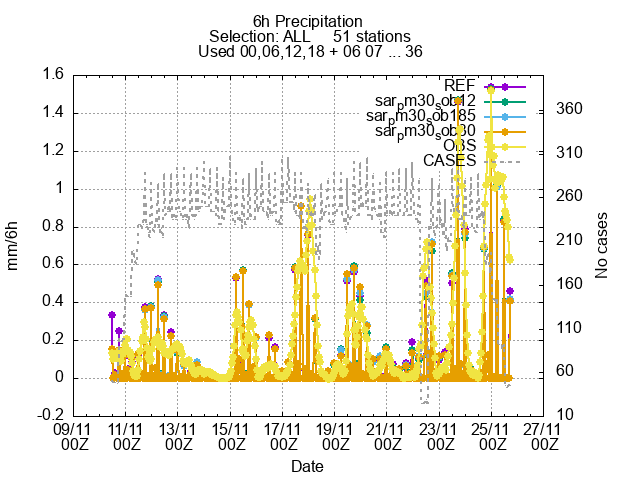 6h Precipitation
Selection: ALL 51 stations
Used 00,06,12,18 + 06 07 ... 36
1.6
1.4
1.2
1
0.8
0.6
0.4
0.2
0
-0.2
mm/6h
REF
sarpm30sob12
sarpm30sob185
sarpm30sob30
OBS
CASES
360
310
260
210
160
110
60
10
No cases
09/11 11/11 13/11 15/11 17/11 19/11 21/11 23/11 25/11 27/11
00Z 00Z 00Z 00Z 00Z 00Z 00Z 00Z 00Z 00Z
Date